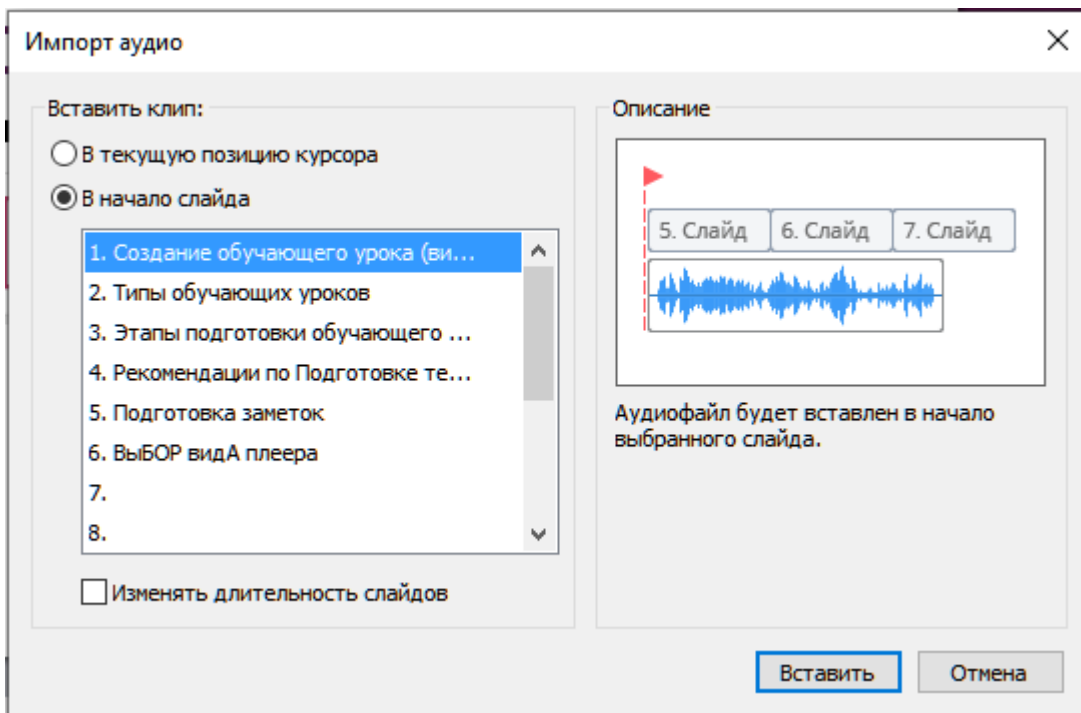 Импорт аудио
Вставить клип:
В текущую позицию курсора
В начало слайда
1. Создание обучающего урока (ви...
2. Типы обучающих уроков
3. Этапы подготовки обучающего ...
4. Рекомендации по Подготовке те...
5. Подготовка заметок
6. ВыБОР видА плеера
7.
8.
Изменять длительность слайдов
Описание
5. Слайд 6. Слайд 7. Слайд
Аудиофайл будет вставлен в начало
выбранного слайда.
Вставить Отмена